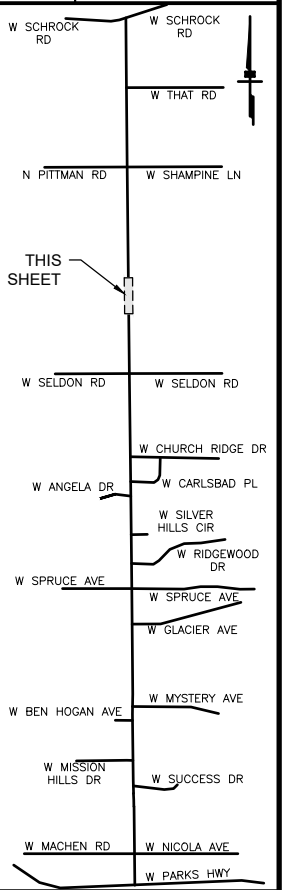 W SCHROCK
RD
W SCHROCK
RD
W THAT RD
N PITTMAN RD
W SHAMPINE LN
THIS
SHEET
W SELDON RD
W SELDON RD
W CHURCH RIDGE DR
W ANGELA DR
W CARLSBAD PL
W SILVER
HILLS CIR
W RIDGEWOOD
DR
W SPRUCE AVE
W SPRUCE AVE
W GLACIER AVE
W MYSTERY AVE
W BEN HOGAN AVE
W MISSION
HILLS DR
W SUCCESS DR
W MACHEN RD
W NICOLA AVE
W PARKS HWY